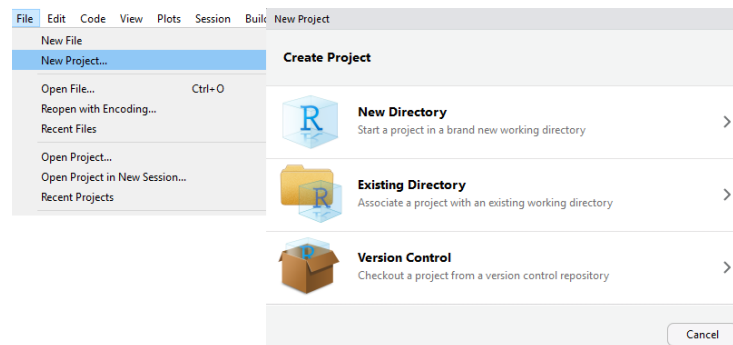 File Edit Code View Plots Session
New File
New Project...
Open File... Ctrl+O
Reopen with Encoding...
Recent Files
Open Project...
Open Project in New Session...
Recent Projects
New Project
Create Project
R
New Directory
Start a project in a brand new working directory
R
Existing Directory
Associate a project with an existing working directory
Version Control
Checkout a project from a version control repository
Cancel